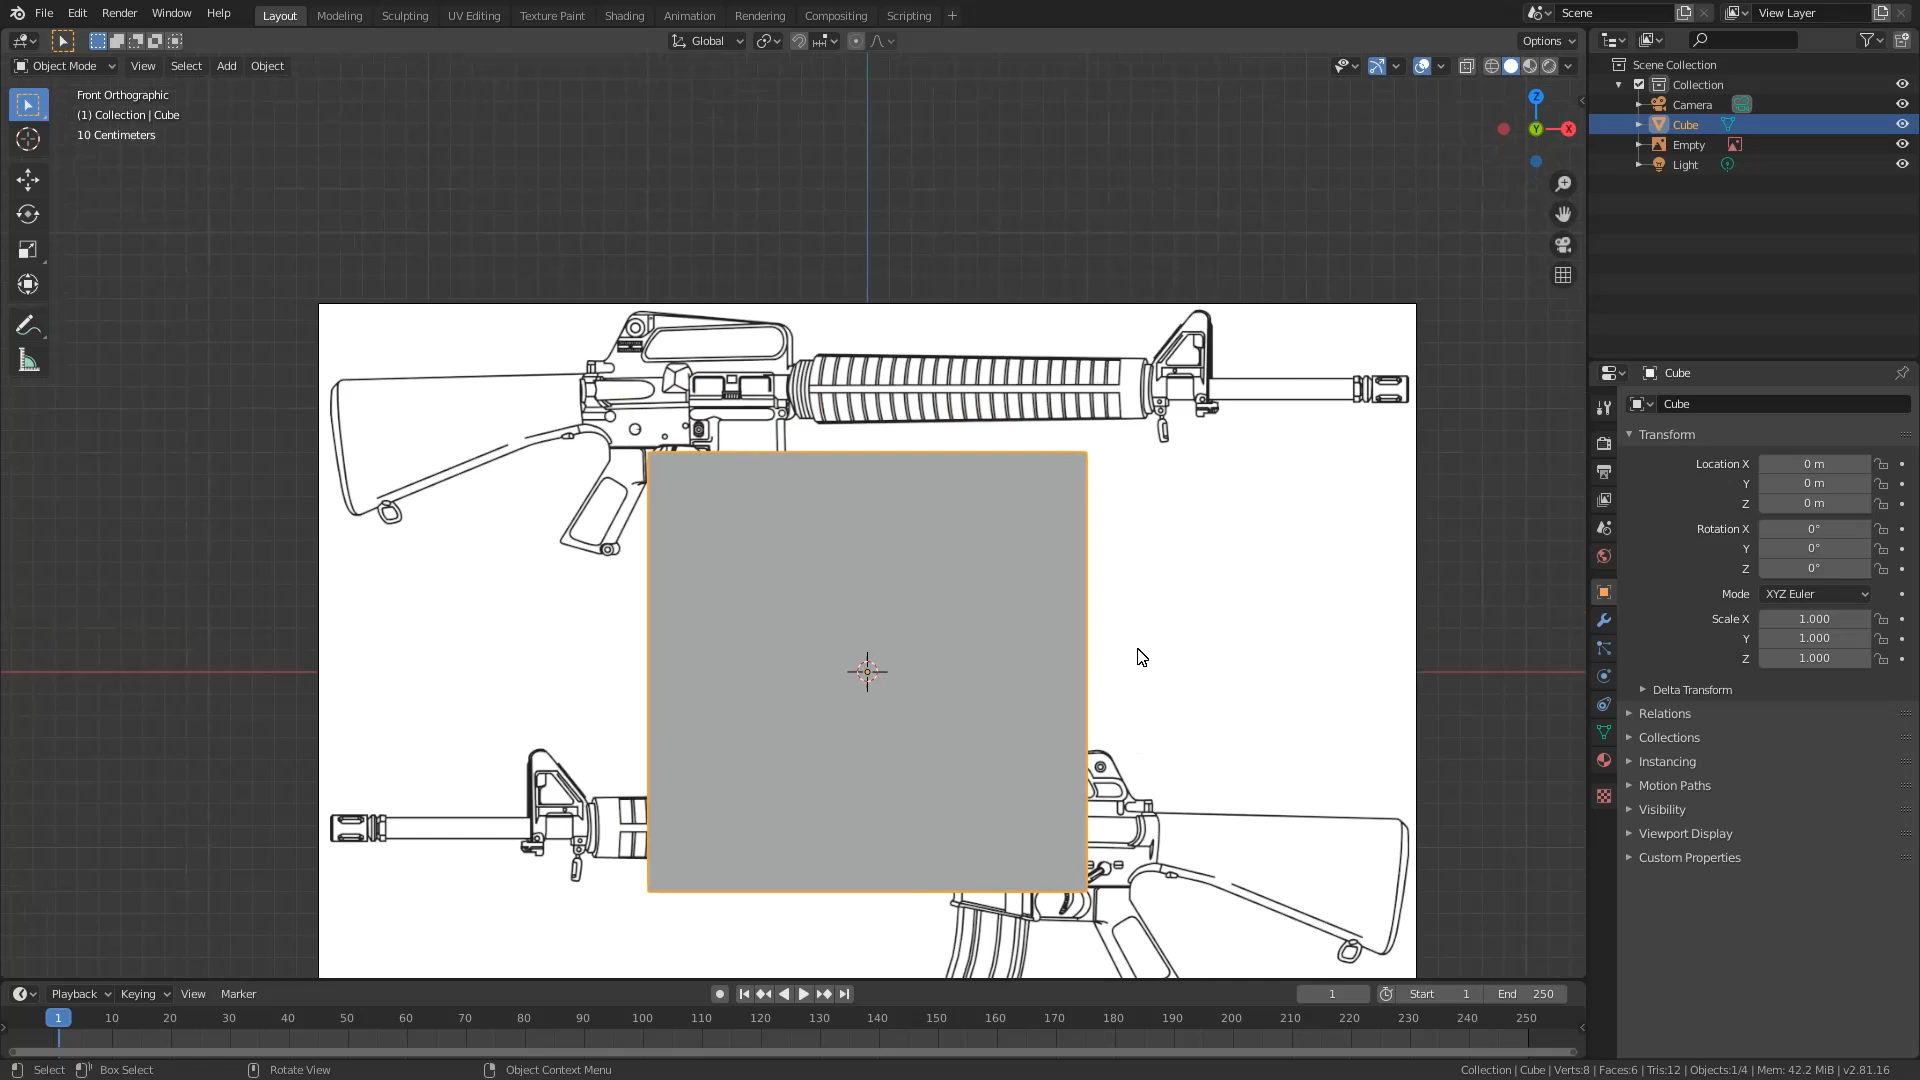 File Edit Render Window Help Layout Modeling Sculpting UV Editing Texture Paint Shading Animation Rendering Compositing Scripting + Scene View Layer
Global Options
Object Mode View Select Add Object
Front Orthographic
(1) Collection | Cube
10 Centimeters
Z
Y
X
Scene Collection
Collection
Camera
Cube
Empty
Light
Cube
Cube
Transform
Location X 0 m
Y 0 m
Z 0 m
Rotation X 0°
Y 0°
Z 0°
Mode XYZ Euler
Scale X 1.000
Y 1.000
Z 1.000
Delta Transform
Relations
Collections
Instancing
Motion Paths
Visibility
Viewport Display
Custom Properties
Playback Keying View Marker 1 Start 1 End 250
1 10 20 30 40 50 60 70 80 90 100 110 120 130 140 150 160 170 180 190 200 210 220 230 240 250
Select Box Select Rotate View Object Context Menu Collection | Cube | Verts:8 | Faces:6 | Tris:12 | Objects:1/4 | Mem: 42.2 MiB | v2.81.16